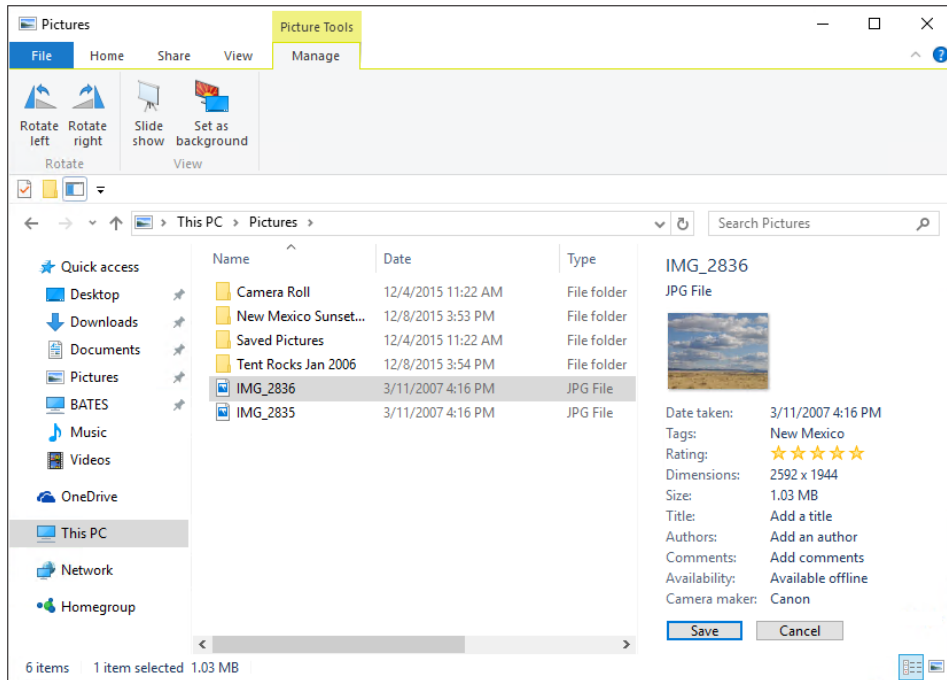 Pictures
Picture Tools
File Home Share View Manage
Rotate left Rotate right Slide show Set as background
Rotate View
This PC Pictures Search Pictures
Quick access
Desktop
Downloads
Documents
Pictures
BATES
Music
Videos
OneDrive
This PC
Network
Homegroup
Name Date Type
Camera Roll 12/4/2015 11:22 AM File folder
New Mexico Sunset... 12/8/2015 3:53 PM File folder
Saved Pictures 12/4/2015 11:22 AM File folder
Tent Rocks Jan 2006 12/8/2015 3:54 PM File folder
IMG_2836 3/11/2007 4:16 PM JPG File
IMG_2835 3/11/2007 4:16 PM JPG File
IMG_2836
JPG File
Date taken: 3/11/2007 4:16 PM
Tags: New Mexico
Rating:
Dimensions: 2592 x 1944
Size: 1.03 MB
Title: Add a title
Authors: Add an author
Comments: Add comments
Availability: Available offline
Camera maker: Canon
Save Cancel
6 items 1 item selected 1.03 MB